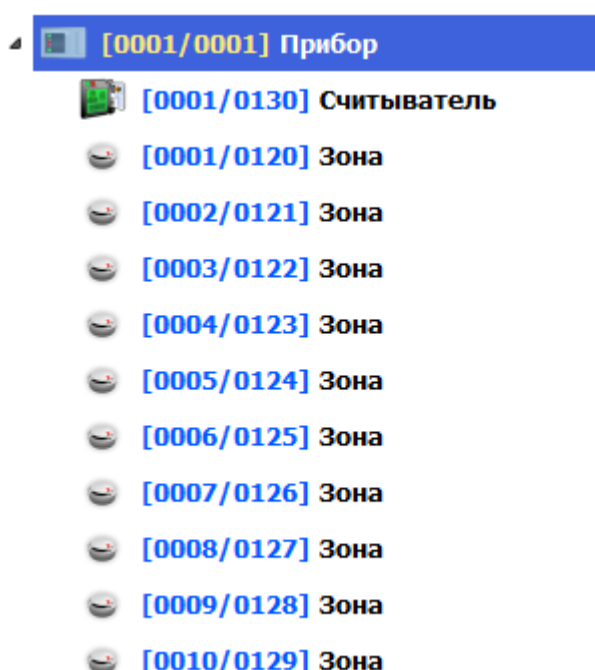 [0001/0001] Прибор
[0001/0130] Считыватель
[0001/0120] Зона
[0002/0121] Зона
[0003/0122] Зона
[0004/0123] Зона
[0005/0124] Зона
[0006/0125] Зона
[0007/0126] Зона
[0008/0127] Зона
[0009/0128] Зона
[0010/0129] Зона